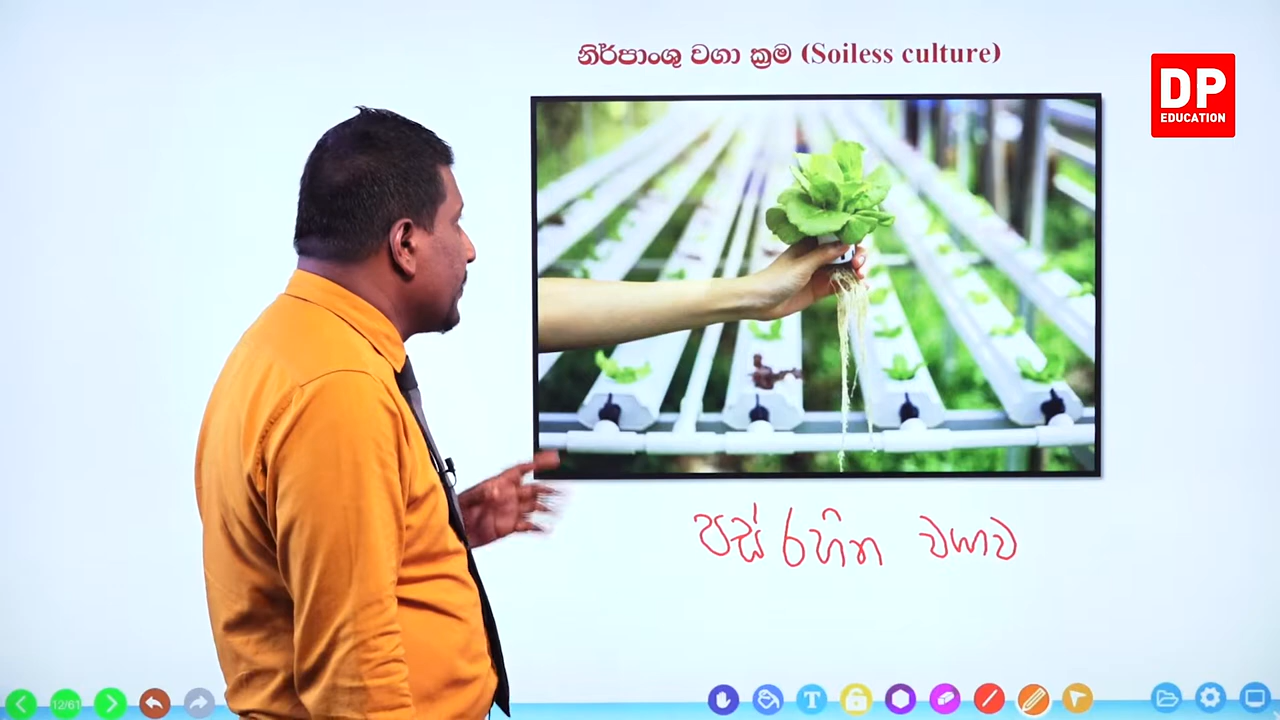 නිර්පාංශු වගා ක්‍රම (Soiless culture)
DP
EDUCATION
පස් රහිත වගාව
12/61
T